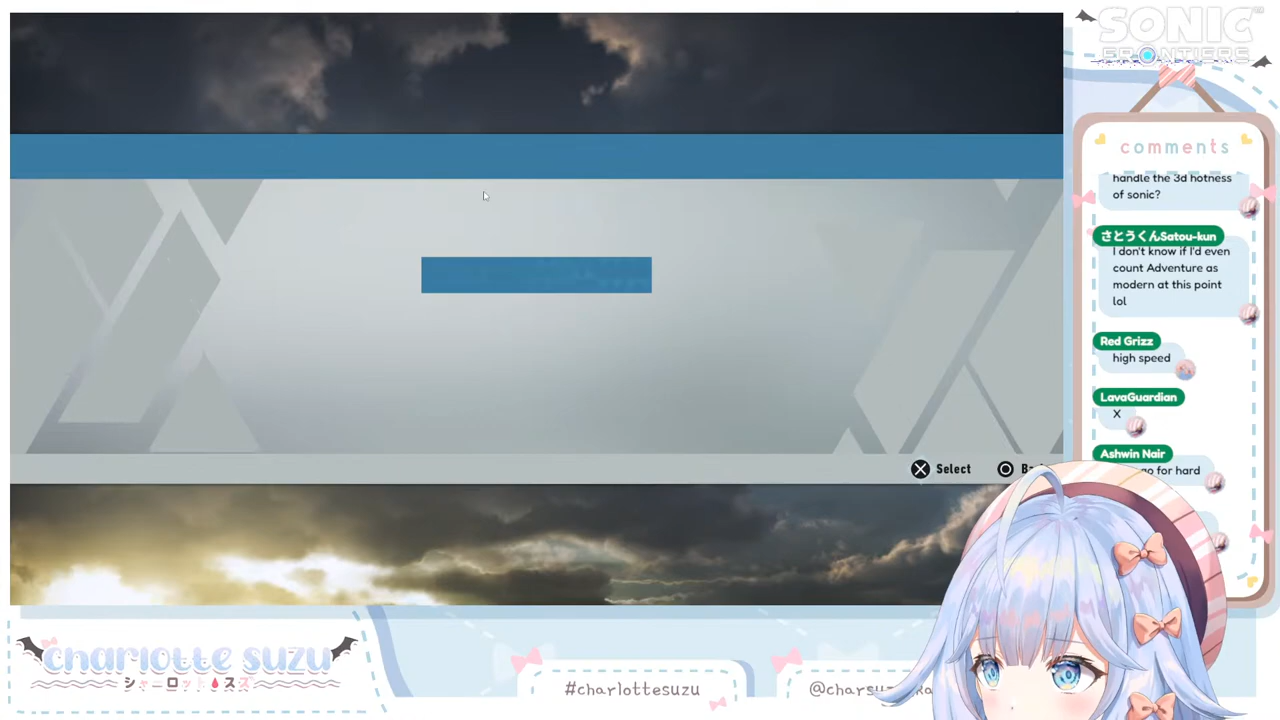 SONIC
FRONTIERS
comments
handle the 3d hotness
of sonic?
さとうくんSatou-kun
I don't know if I'd even
count Adventure as
modern at this point
lol
Red Grizz
high speed
LavaGuardian
X
Ashwin Nair
go for hard
Select
charlotte suzu
シャーロット スズ
#charlottesuzu